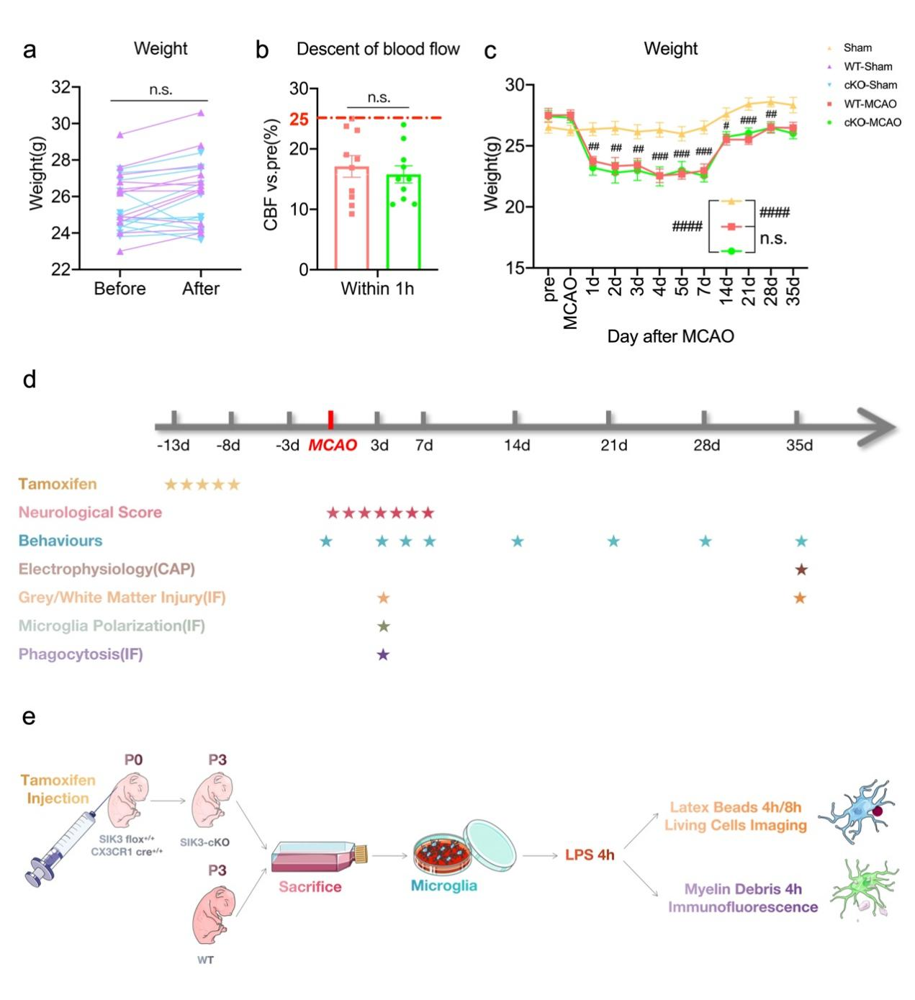 a
Weight
Weight(g)
32
30
28
26
24
22
n.s.
Before
After
b
Descent of blood flow
CBF vs.pre(%)
30
25
20
10
0
n.s.
Within 1h
c
Weight
Weight(g)
30
25
20
15
##
##
##
###
###
###
#
###
##
####
####
n.s.
pre
MCAO
1d
2d
3d
4d
5d
7d
14d
21d
28d
35d
Day after MCAO
Sham
WT-Sham
cKO-Sham
WT-MCAO
cKO-MCAO
d
-13d -8d -3d MCAO 3d 7d 14d 21d 28d 35d
Tamoxifen
Neurological Score
Behaviours
Electrophysiology(CAP)
Grey/White Matter Injury(IF)
Microglia Polarization(IF)
Phagocytosis(IF)
e
Tamoxifen
Injection
P0
SIK3 flox+/+
CX3CR1 cre+/+
P3
SIK3-cKO
P3
WT
Sacrifice
Microglia
LPS 4h
Latex Beads 4h/8h
Living Cells Imaging
Myelin Debris 4h
Immunofluorescence